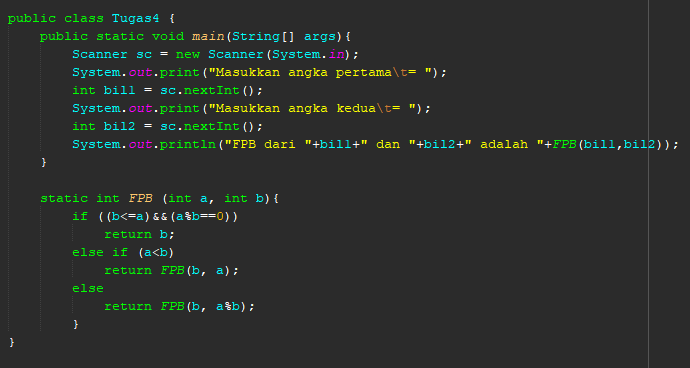 public class Tugas4 {
public static void main(String[] args){
Scanner sc = new Scanner(System.in);
System.out.print("Masukkan angka pertama\t= ");
int bil1 = sc.nextInt();
System.out.print("Masukkan angka kedua\t= ");
int bil2 = sc.nextInt();
System.out.println("FPB dari "+bil1+" dan "+bil2+" adalah "+FPB(bil1,bil2));
}
static int FPB (int a, int b){
if ((b<=a)&&(a%b==0))
return b;
else if (a<b)
return FPB(b, a);
else
return FPB(b, a%b);
}
}